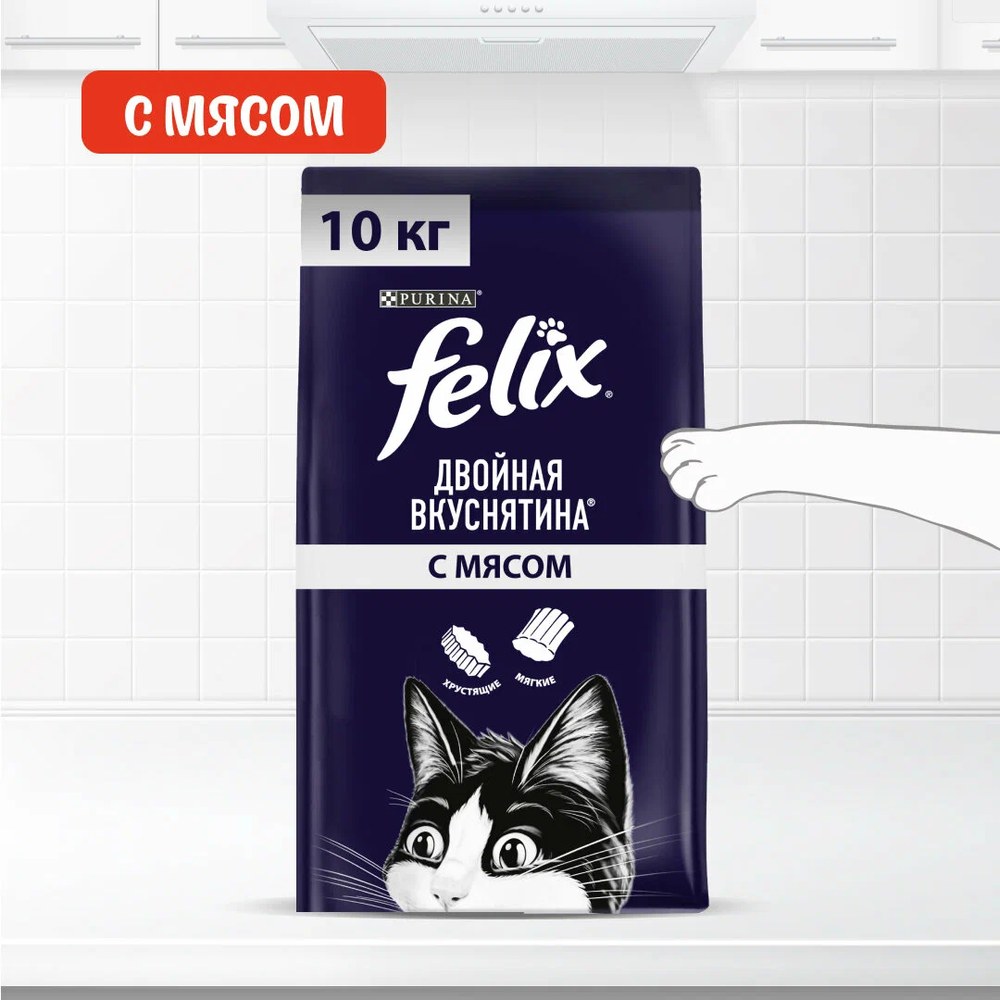 С МЯСОМ
10 кг
PURINA®
felix®
ДВОЙНАЯ
ВКУСНЯТИНА®
С МЯСОМ
ХРУСТЯЩИЕ
МЯГКИЕ